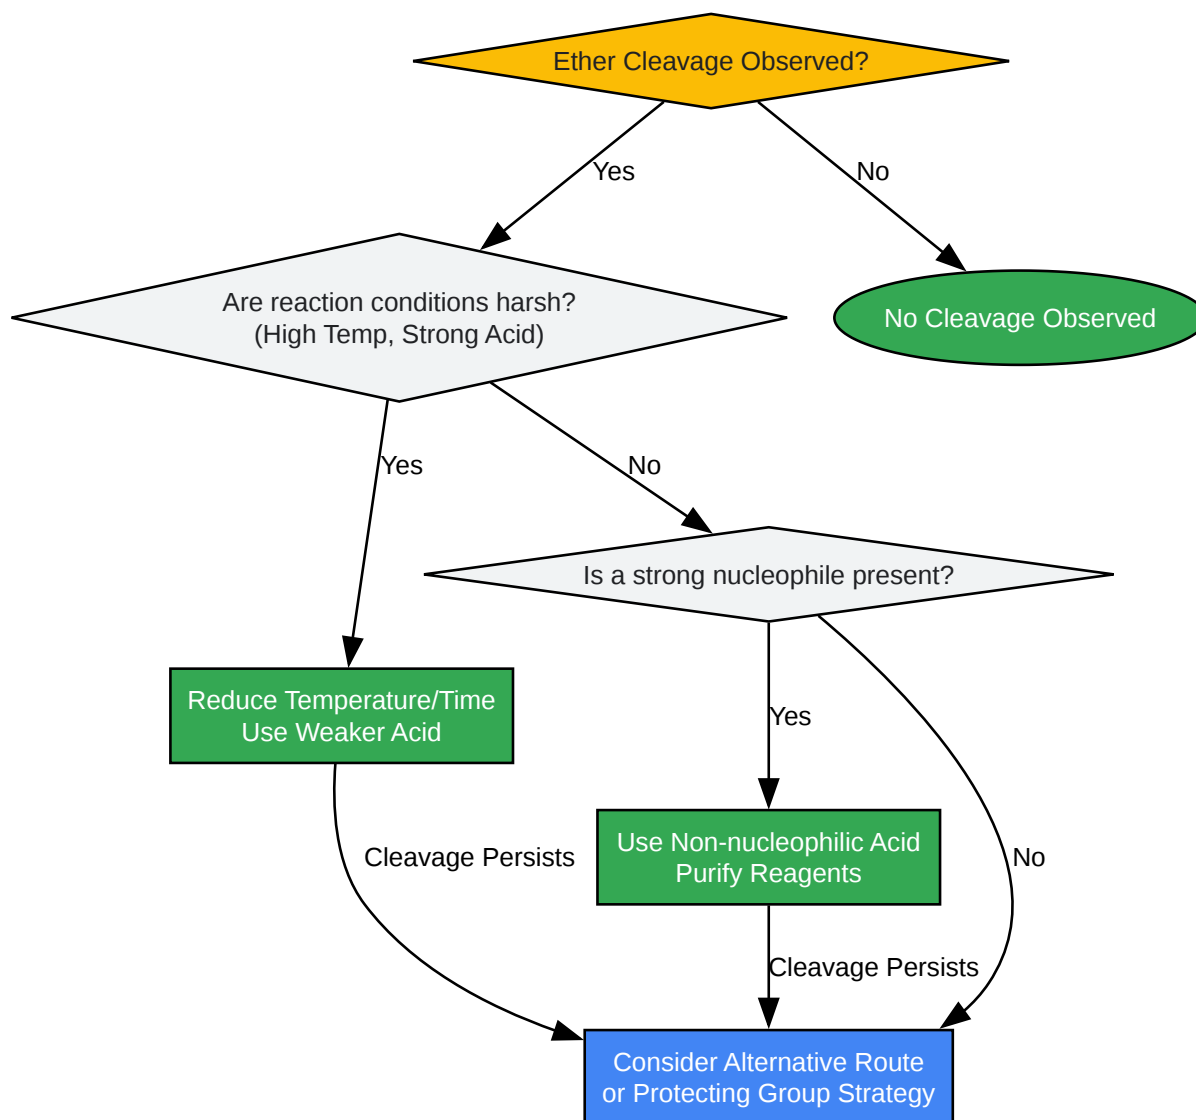 Ether Cleavage Observed?
Yes
No
Are reaction conditions harsh?
(High Temp, Strong Acid)
No Cleavage Observed
Yes
No
Is a strong nucleophile present?
Reduce Temperature/Time
Use Weaker Acid
Yes
Use Non-nucleophilic Acid
Purify Reagents
Cleavage Persists
No
Cleavage Persists
Consider Alternative Route
or Protecting Group Strategy